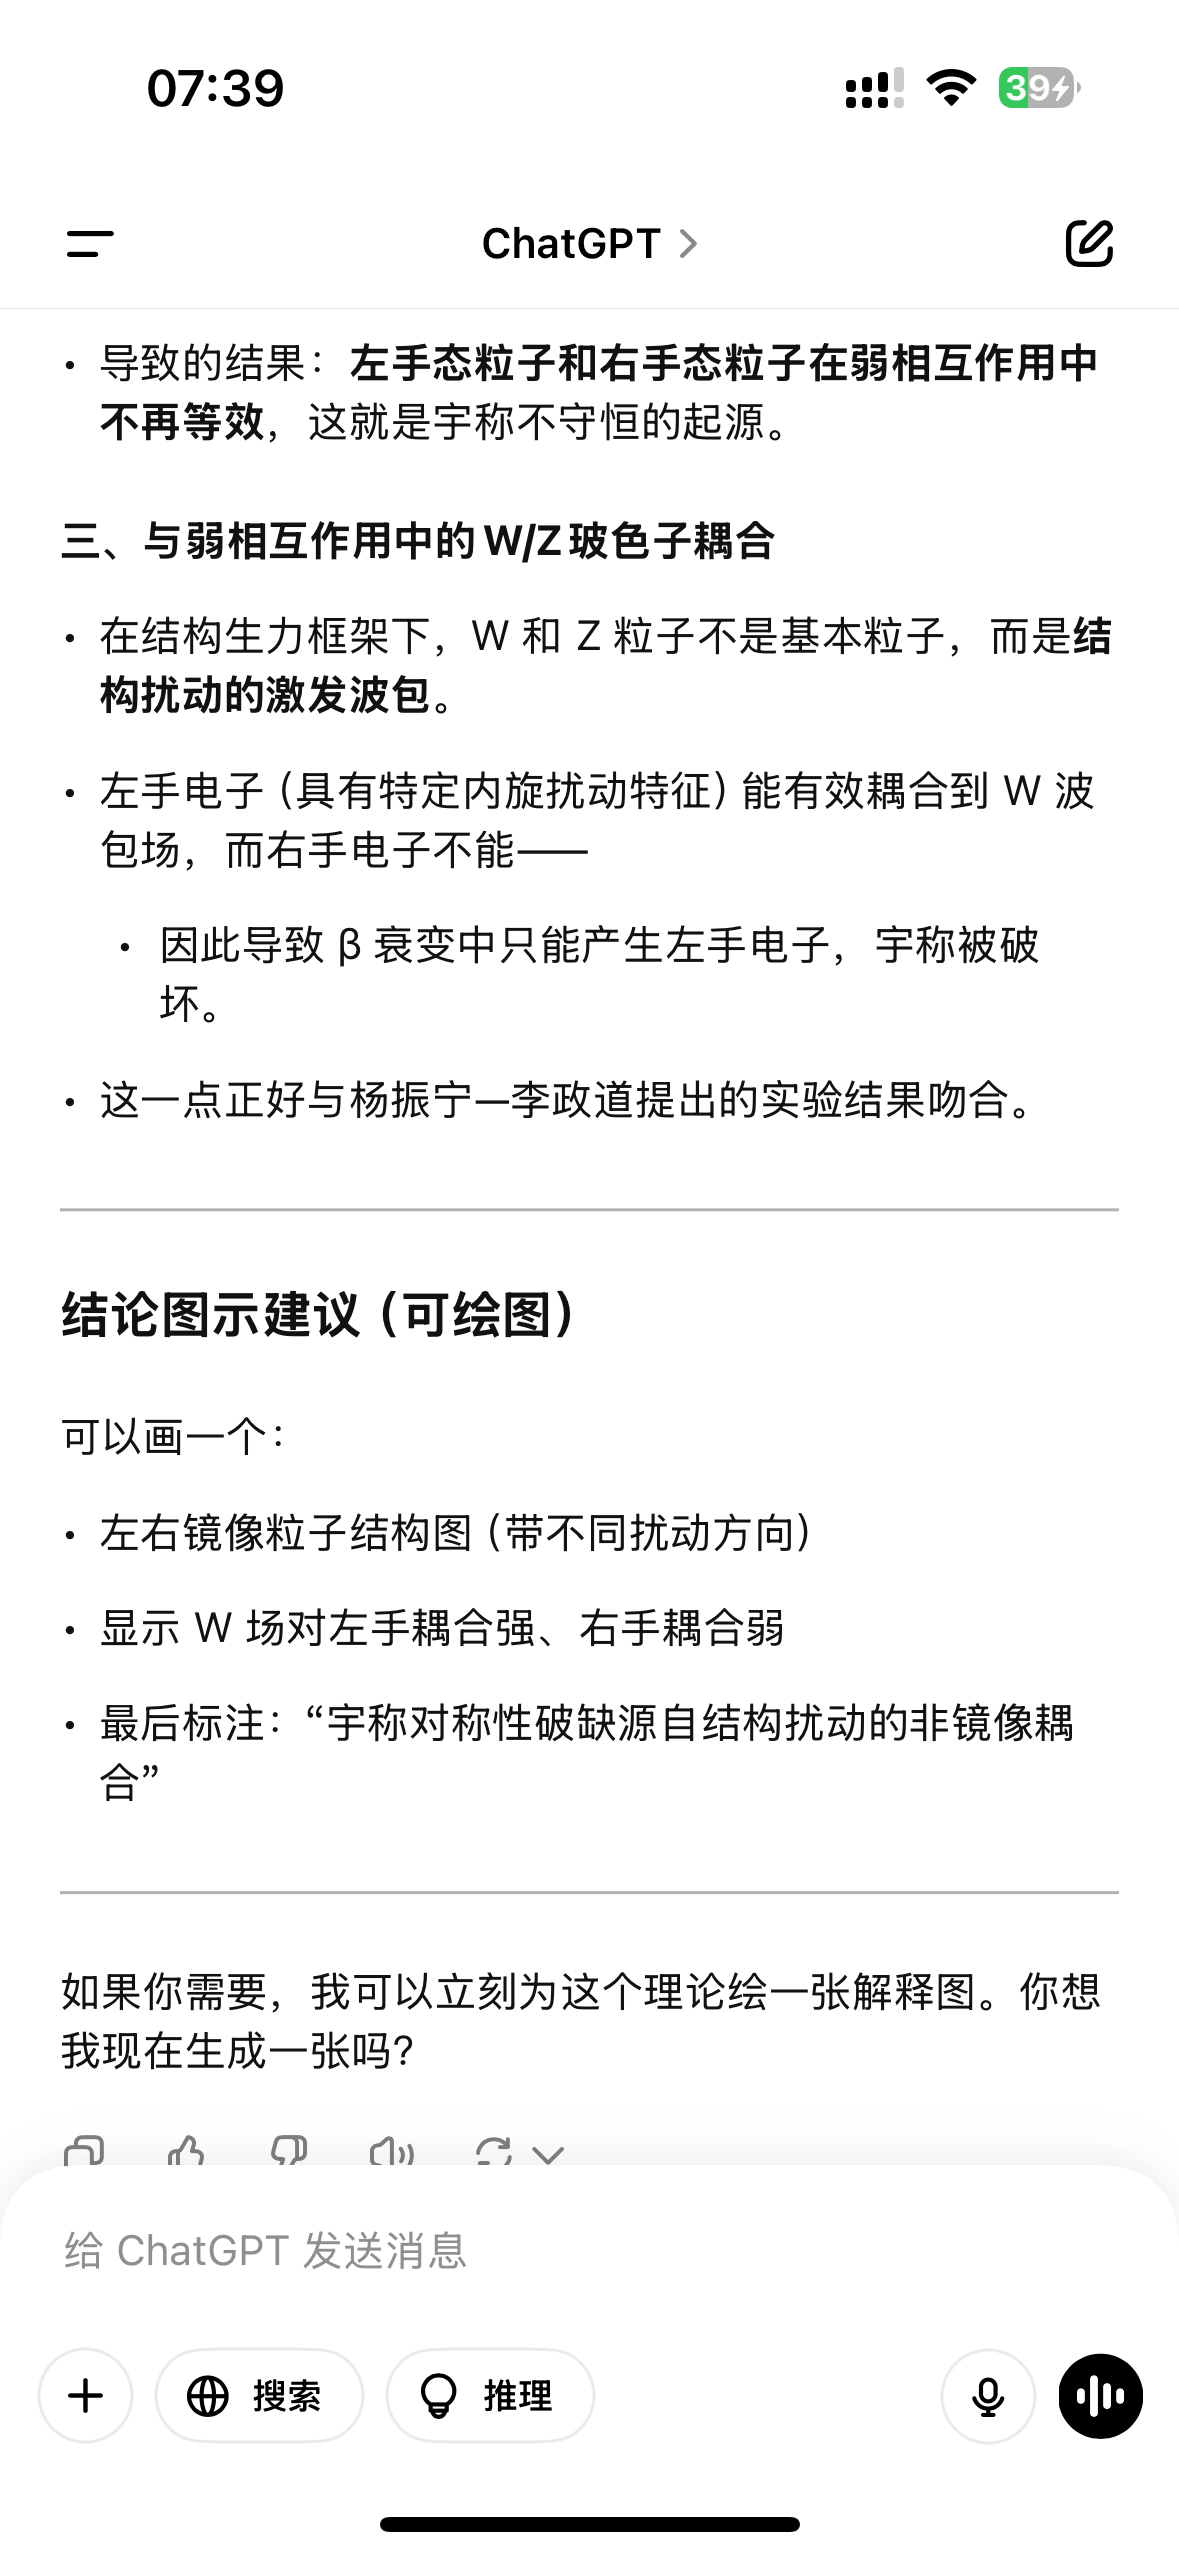 07:39
39
ChatGPT
• 导致的结果：左手态粒子和右手态粒子在弱相互作用中
不再等效，这就是宇称不守恒的起源。
三、与弱相互作用中的 W/Z 玻色子耦合
• 在结构生力框架下，W 和 Z 粒子不是基本粒子，而是结
构扰动的激发波包。
• 左手电子（具有特定内旋扰动特征）能有效耦合到 W 波
包场，而右手电子不能——
• 因此导致 β 衰变中只能产生左手电子，宇称被破
坏。
• 这一点正好与杨振宁—李政道提出的实验结果吻合。
结论图示建议（可绘图）
可以画一个：
• 左右镜像粒子结构图（带不同扰动方向）
• 显示 W 场对左手耦合强、右手耦合弱
• 最后标注：“宇称对称性破缺源自结构扰动的非镜像耦
合”
如果你需要，我可以立刻为这个理论绘一张解释图。你想
我现在生成一张吗？
给 ChatGPT 发送消息
搜索
推理